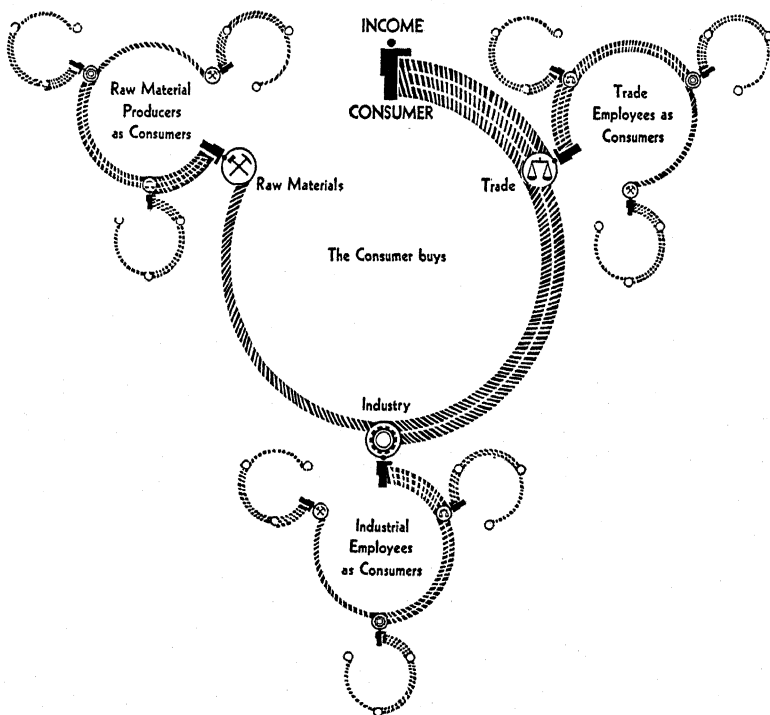 INCOME
CONSUMER
Raw Material
Producers
as Consumers
Trade
Employees as
Consumers
Raw Materials
Trade
The Consumer buys
Industry
Industrial
Employees
as Consumers